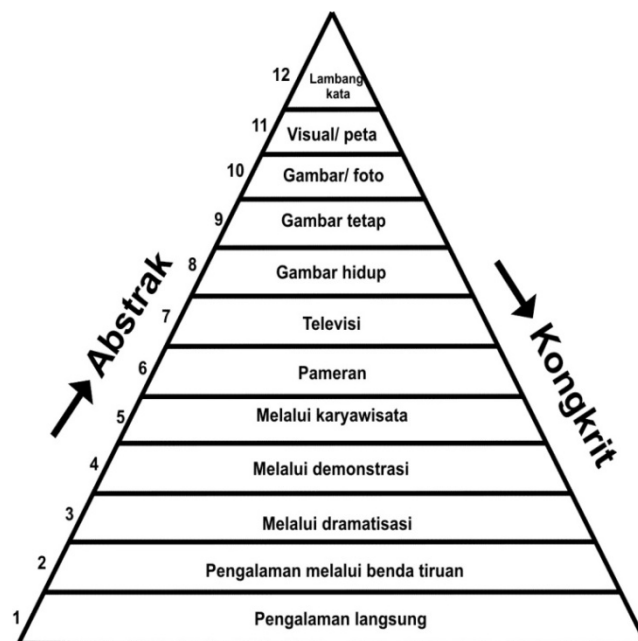 12 Lambang
kata
11 Visual/ peta
10 Gambar/ foto
9 Gambar tetap
8 Gambar hidup
7 Televisi
6 Pameran
5 Melalui karyawisata
4 Melalui demonstrasi
3 Melalui dramatisasi
2 Pengalaman melalui benda tiruan
1 Pengalaman langsung
Abstrak
Kongkrit